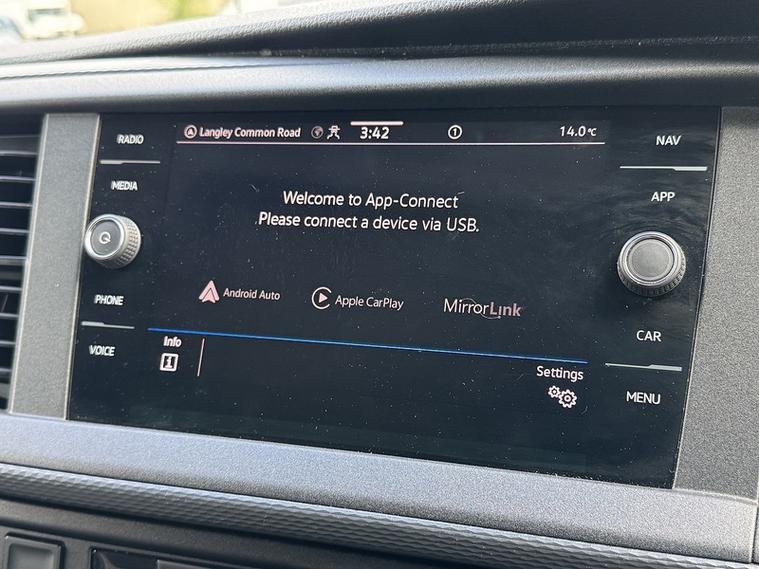 RADIO
MEDIA
PHONE
VOICE
Langley Common Road 3:42 1 14.0°C
Welcome to App-Connect
Please connect a device via USB.
Android Auto Apple CarPlay MirrorLink
Info
Settings
NAV
APP
CAR
MENU